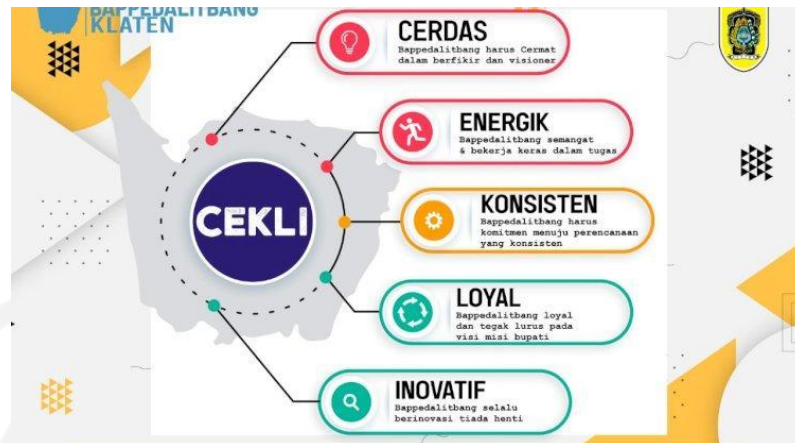 BAPPEDALITBANG
KLATEN
CERDAS
Bappedalitbang harus Cermat
dalam berfikir dan visioner
ENERGIK
Bappedalitbang semangat
& bekerja keras dalam tugas
CEKLI
KONSISTEN
Bappedalitbang harus
komitmen menuju perencanaan
yang konsisten
LOYAL
Bappedalitbang loyal
dan tegak lurus pada
visi misi bupati
INOVATIF
Bappedalitbang selalu
berinovasi tiada henti